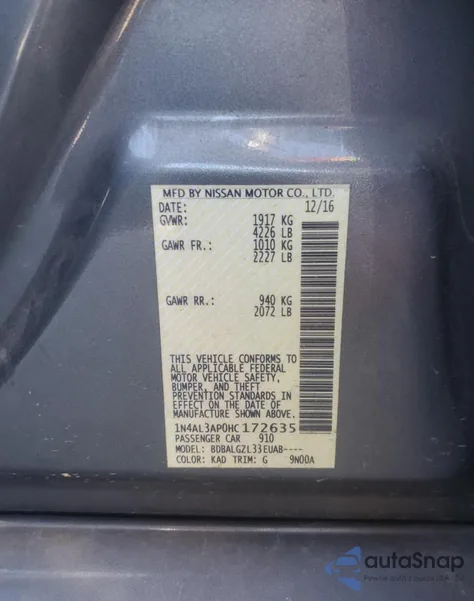 MFD BY NISSAN MOTOR CO., LTD.
DATE: 12/16
GVWR: 1917 KG
4226 LB
GAWR FR.: 1010 KG
2227 LB
GAWR RR.: 940 KG
2072 LB
THIS VEHICLE CONFORMS TO
ALL APPLICABLE FEDERAL
MOTOR VEHICLE SAFETY,
BUMPER, AND THEFT
PREVENTION STANDARDS IN
EFFECT ON THE DATE OF
MANUFACTURE SHOWN ABOVE.
1N4AL3AP0HC172635
PASSENGER CAR 910
MODEL: BDBALGZL33EUAB----
COLOR: KAD TRIM: G 9N00A
autoSnap